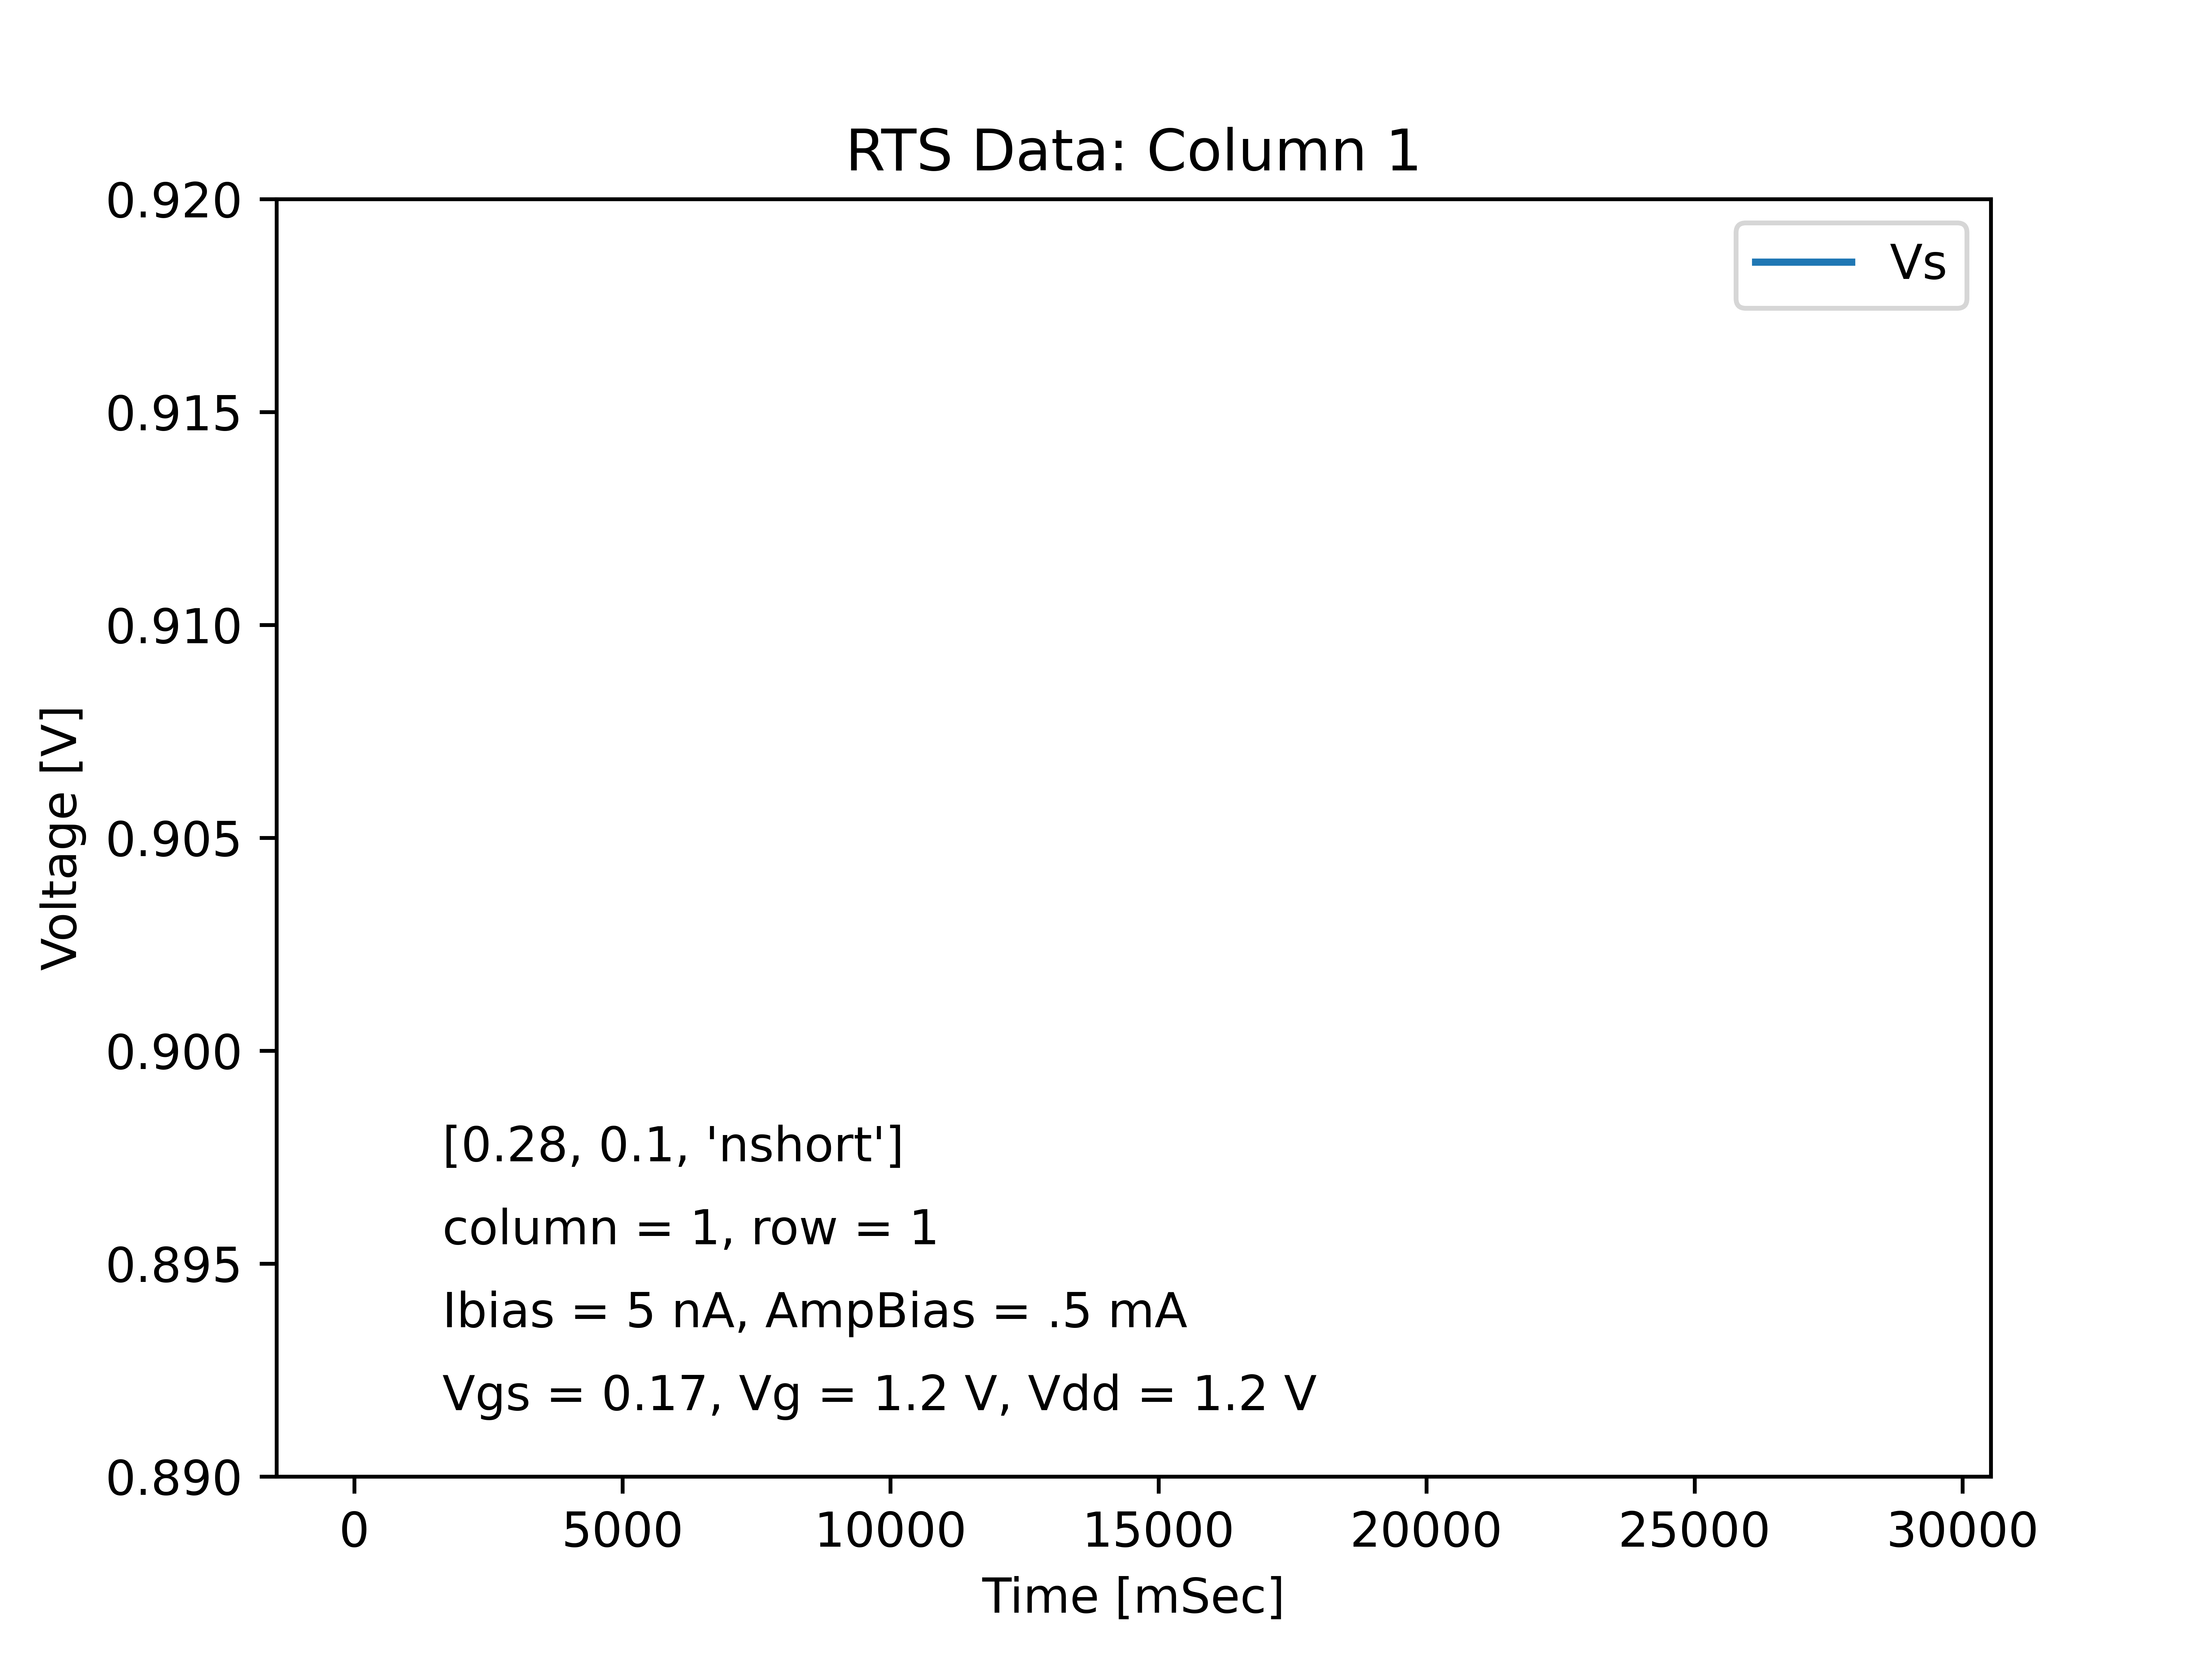 RTS Data: Column 1
Vs
0.920
0.915
0.910
0.905
0.900
0.895
0.890
Voltage [V]
[0.28, 0.1, 'nshort']
column = 1, row = 1
Ibias = 5 nA, AmpBias = .5 mA
Vgs = 0.17, Vg = 1.2 V, Vdd = 1.2 V
0 5000 10000 15000 20000 25000 30000
Time [mSec]